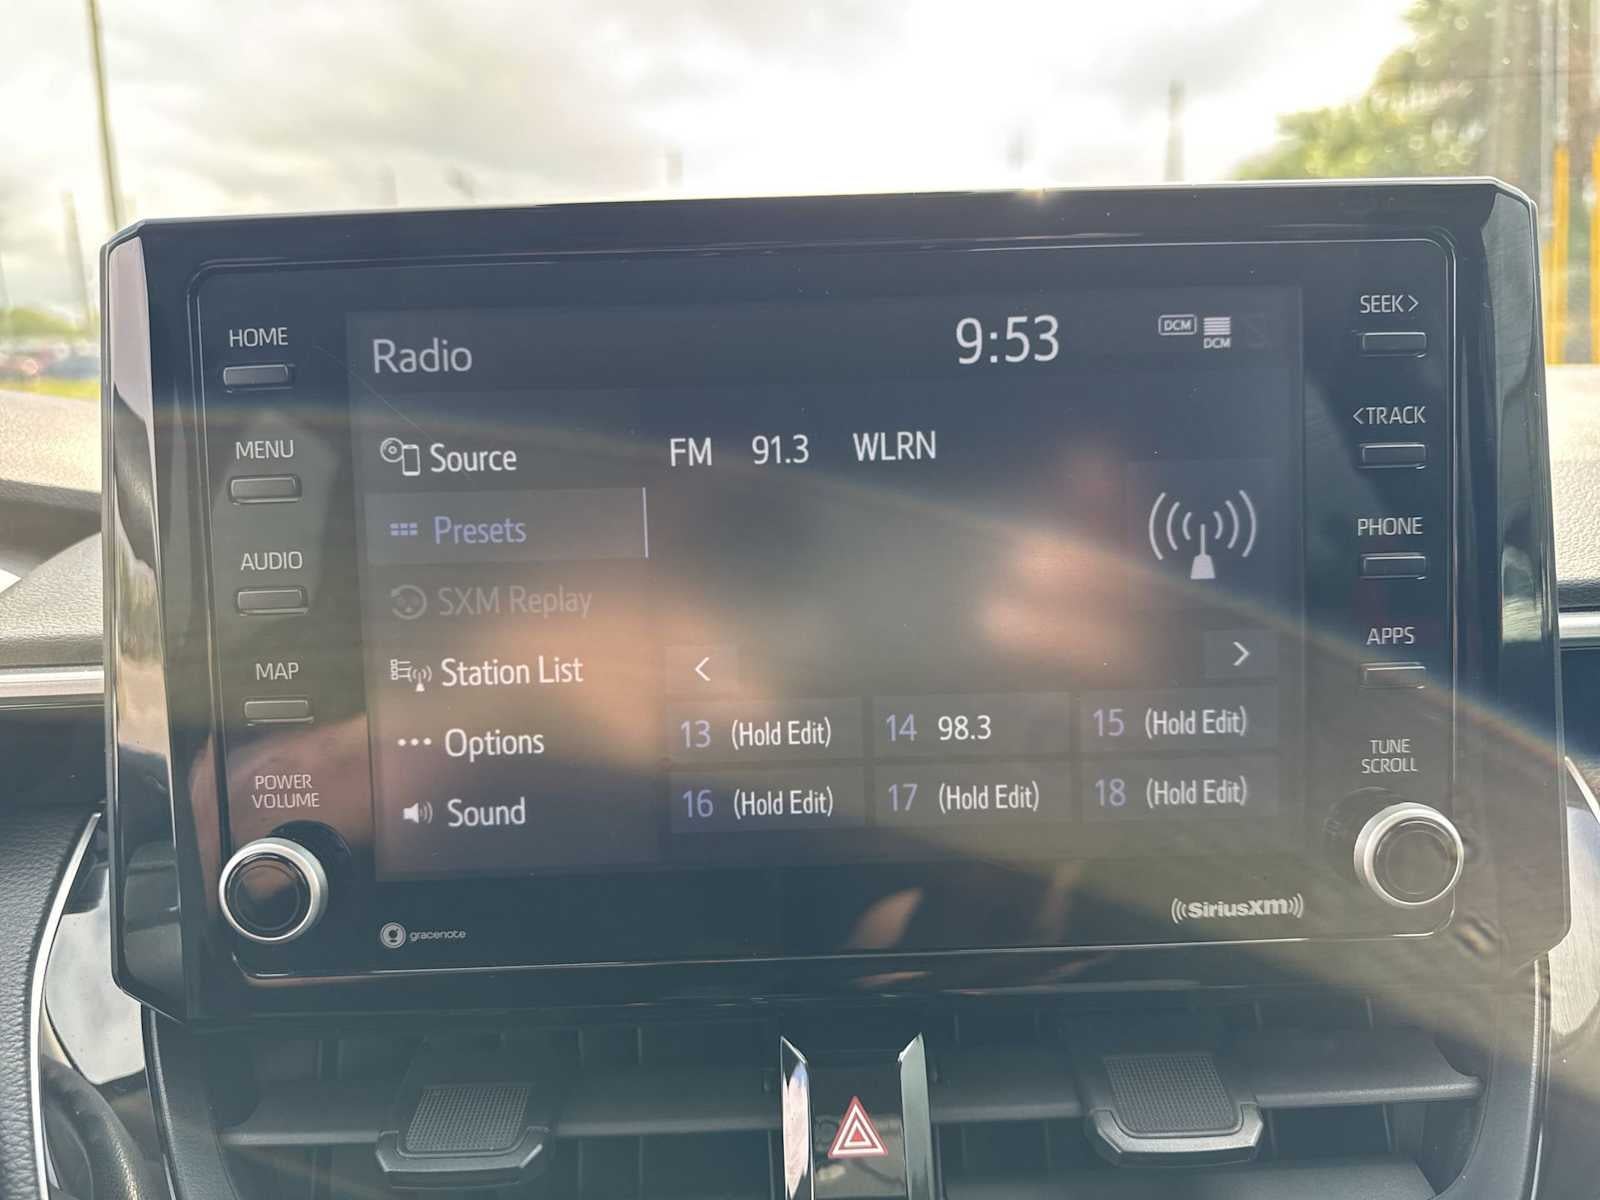 HOME
MENU
AUDIO
MAP
POWER
VOLUME
Radio
9:53
DCM
DCM
Source
Presets
SXM Replay
Station List
Options
Sound
FM 91.3 WLRN
<
>
13 (Hold Edit) 14 98.3 15 (Hold Edit)
16 (Hold Edit) 17 (Hold Edit) 18 (Hold Edit)
gracenote
SiriusXM
SEEK>
<TRACK
PHONE
APPS
TUNE
SCROLL